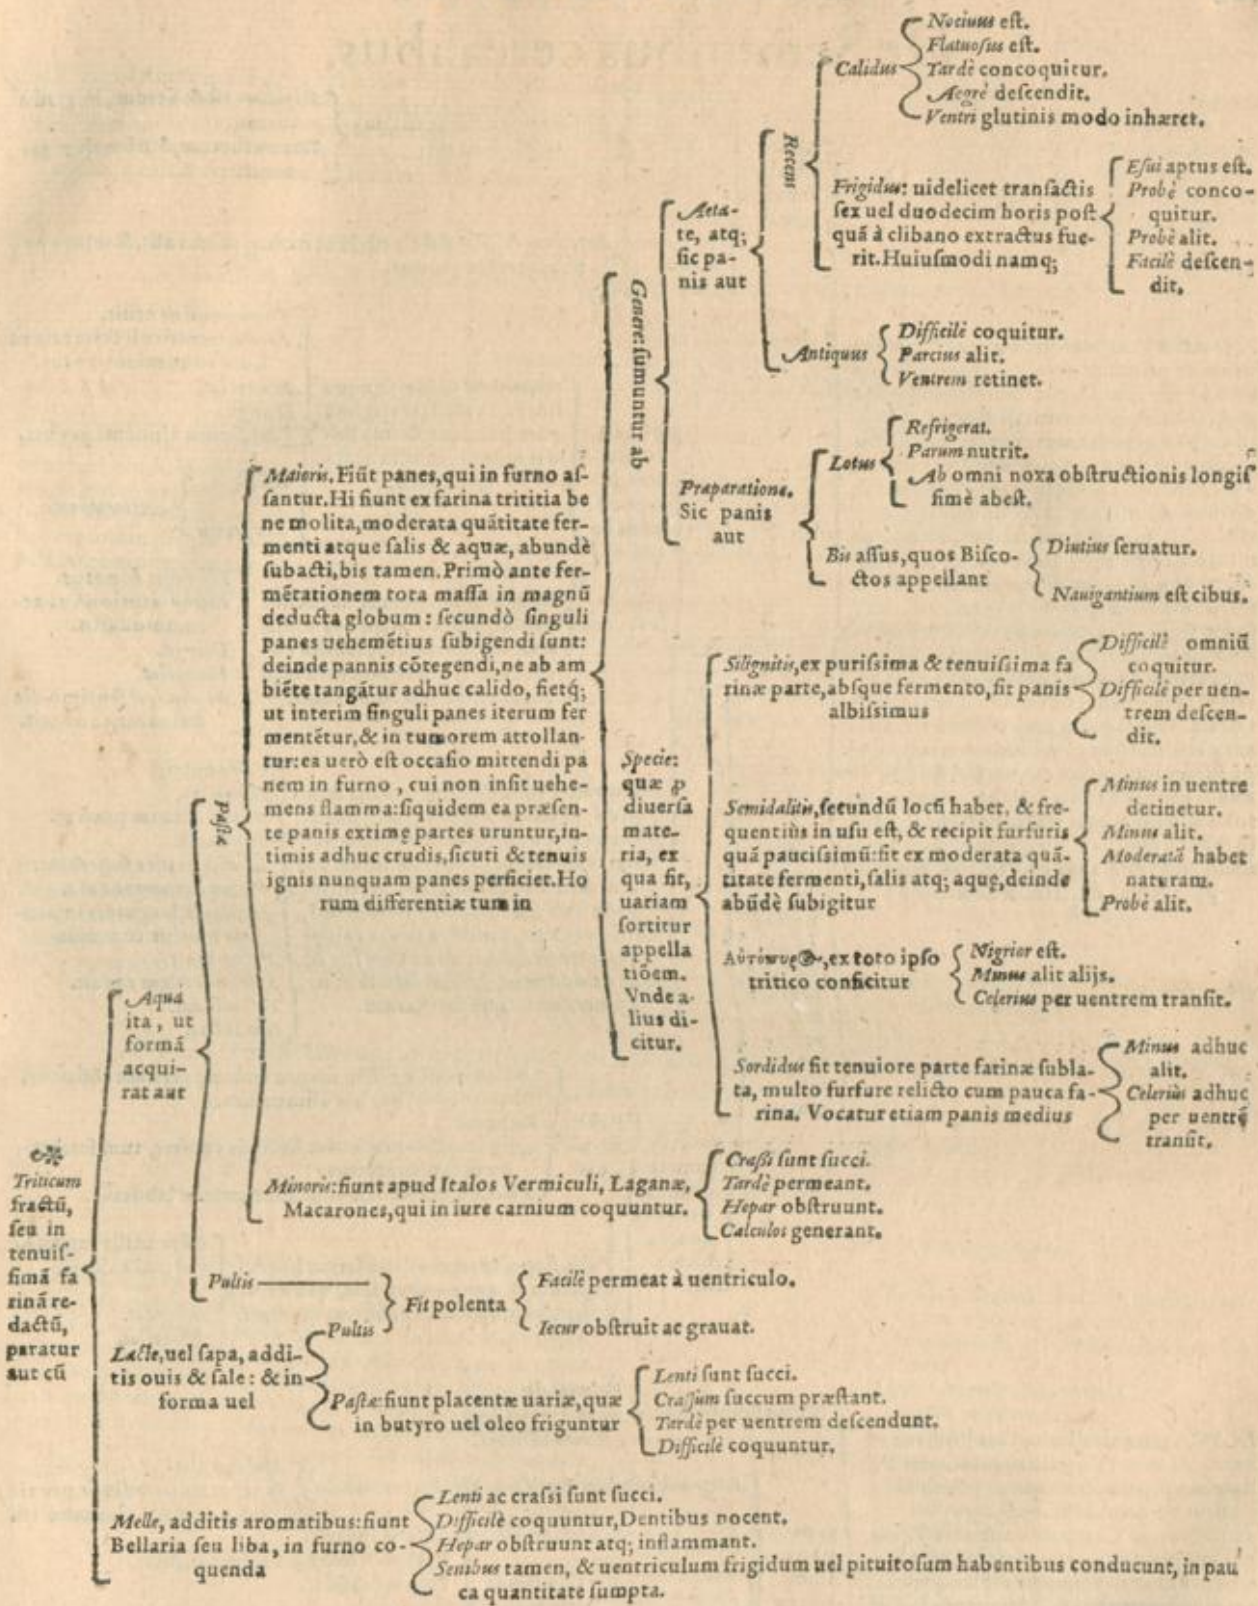 Triticum
fractũ,
seu in
tenuis-
simã fa
rinã re-
dactũ,
paratur
aut cũ
Aqua
ita, ut
formã
acqui-
rat aut
Pastæ
Maioris. Fiũt panes, qui in furno as-
santur. Hi fiunt ex farina trititia be
ne molita, moderata quãtitate fer-
menti atque salis & aquæ, abundè
subacti, bis tamen. Primò ante fer-
mẽtationem tota massa in magnũ
deducta globum: secundò singuli
panes uehemẽtius subigendi sunt:
deinde pannis cõtegendi, ne ab am
biẽte tangãtur adhuc calido, fietq́;
ut interim singuli panes iterum fer
mentẽtur, & in tumorem attollan-
tur: ea uerò est occasio mittendi pa
nem in furno, cui non insit uehe-
mens flamma: siquidem ea præsen-
te panis extimę partes uruntur, in-
timis adhuc crudis, sicuti & tenuis
ignis nunquam panes perficiet. Ho
rum differentiæ tum in
Genere: sumuntur ab
Aeta-
te, atq;
sic pa-
nis aut
Recens
Calidus
Nociuus est.
Flatuosus est.
Tardè concoquitur.
Aegrè descendit.
Ventri glutinis modo inhæret.
Frigidus: uidelicet transactis
sex uel duodecim horis post
quã à clibano extractus fue-
rit. Huiusmodi namq;
Esui aptus est.
Probè conco-
quitur.
Probè alit.
Facilè descen-
dit.
Antiquus
Difficilè coquitur.
Parcius alit.
Ventrem retinet.
Præparatione.
Sic panis
aut
Lotus
Refrigerat.
Parum nutrit.
Ab omni noxa obstructionis longis
simè abest.
Bis assus, quos Bisco-
ctos appellant
Diutius seruatur.
Nauigantium est cibus.
Specie:
quæ ꝑ
diuersa
mate-
ria, ex
qua fit,
uariam
sortitur
appella
tiõem.
Vnde a-
lius di-
citur.
Silignitis, ex purissima & tenuissima fa
rinæ parte, absque fermento, fit panis
albissimus
Difficilè omniũ
coquitur.
Difficilè per uen-
trem descen-
dit.
Semidalitis, secundũ locũ habet, & fre-
quentiùs in usu est, & recipit furfuris
quã paucissimũ: fit ex moderata quã-
titate fermenti, salis atq; aquę, deinde
abũdè subigitur
Minus in uentre
detinetur.
Minus alit.
Moderatã habet
naturam.
Probè alit.
Αὐτόπυρος, ex toto ipso
tritico conficitur
Nigrior est.
Minus alit alijs.
Celerius per uentrem transit.
Sordidus fit tenuiore parte farinæ subla-
ta, multo furfure relicto cum pauca fa-
rina. Vocatur etiam panis medius
Minus adhuc
alit.
Celeriùs adhuc
per uentrẽ
transit.
Minoris: fiunt apud Italos Vermiculi, Laganæ,
Macarones, qui in iure carnium coquuntur.
Crassi sunt succi.
Tardè permeant.
Hepar obstruunt.
Calculos generant.
Pultis
Fit polenta
Facilè permeat à uentriculo.
Iecur obstruit ac grauat.
Lacte, uel sapa, addi-
tis ouis & sale: & in
forma uel
Pultis
Pastæ: fiunt placentæ uariæ, quæ
in butyro uel oleo friguntur
Lenti sunt succi.
Crassum succum præstant.
Tardè per uentrem descendunt.
Difficilè coquuntur.
Melle, additis aromatibus: fiunt
Bellaria seu liba, in furno co-
quenda
Lenti ac crassi sunt succi.
Difficilè coquuntur, Dentibus nocent.
Hepar obstruunt atq; inflammant.
Senibus tamen, & uentriculum frigidum uel pituitosum habentibus conducunt, in pau
ca quantitate sumpta.